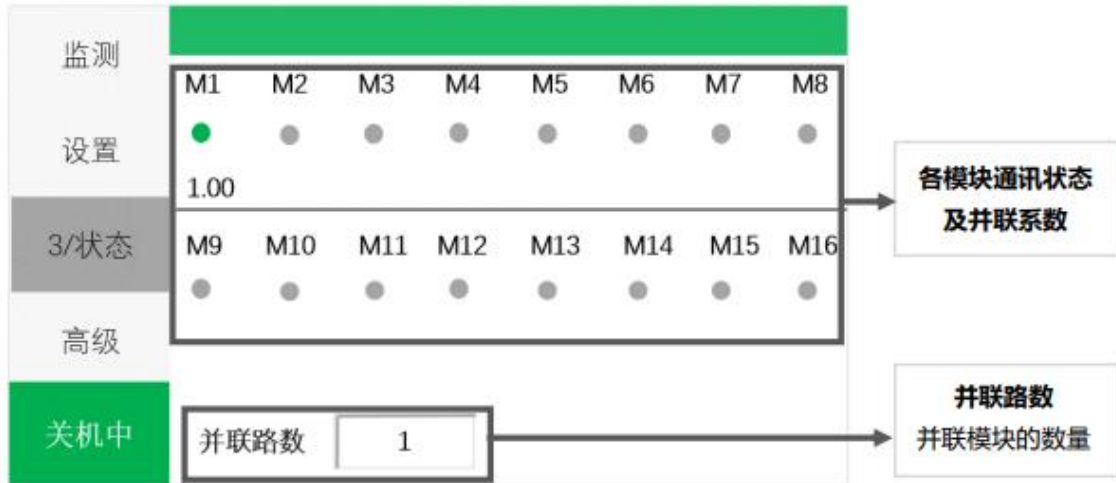 监测
设置
3/状态
高级
关机中
M1 M2 M3 M4 M5 M6 M7 M8
1.00
M9 M10 M11 M12 M13 M14 M15 M16
并联路数 1
各模块通讯状态
及并联系数
并联路数
并联模块的数量